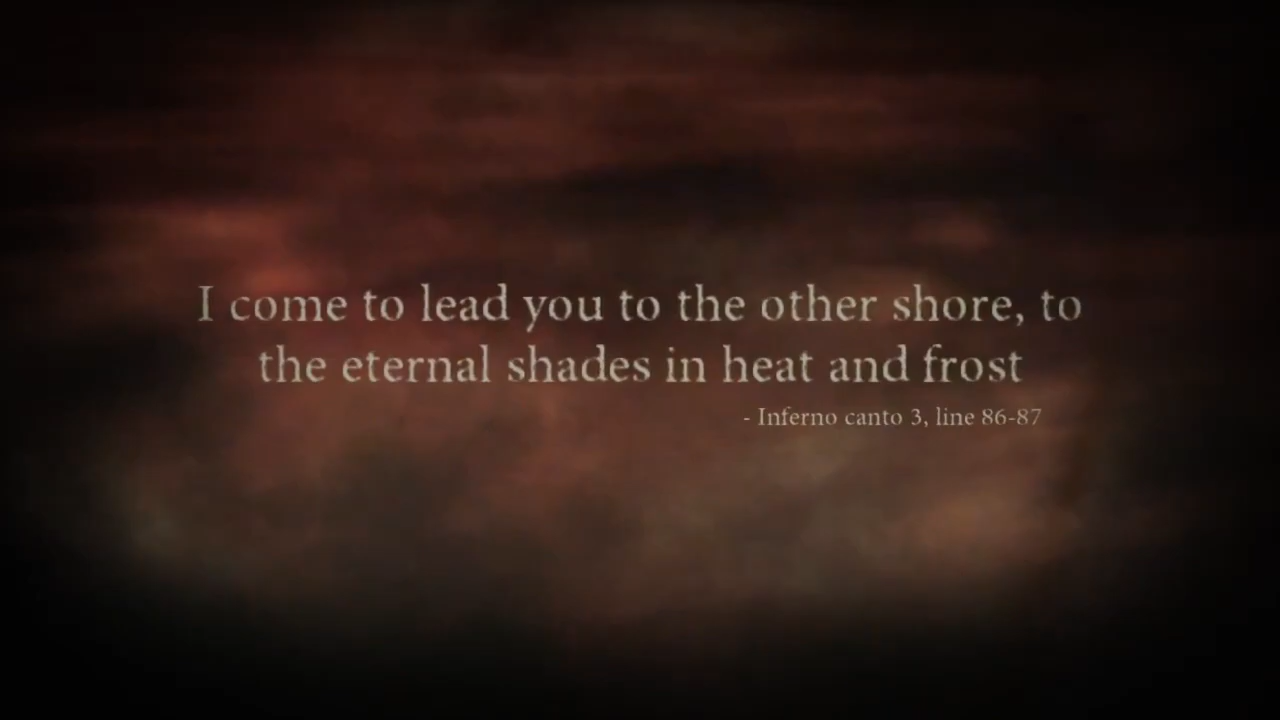 I come to lead you to the other shore, to
the eternal shades in heat and frost
- Inferno canto 3, line 86-87